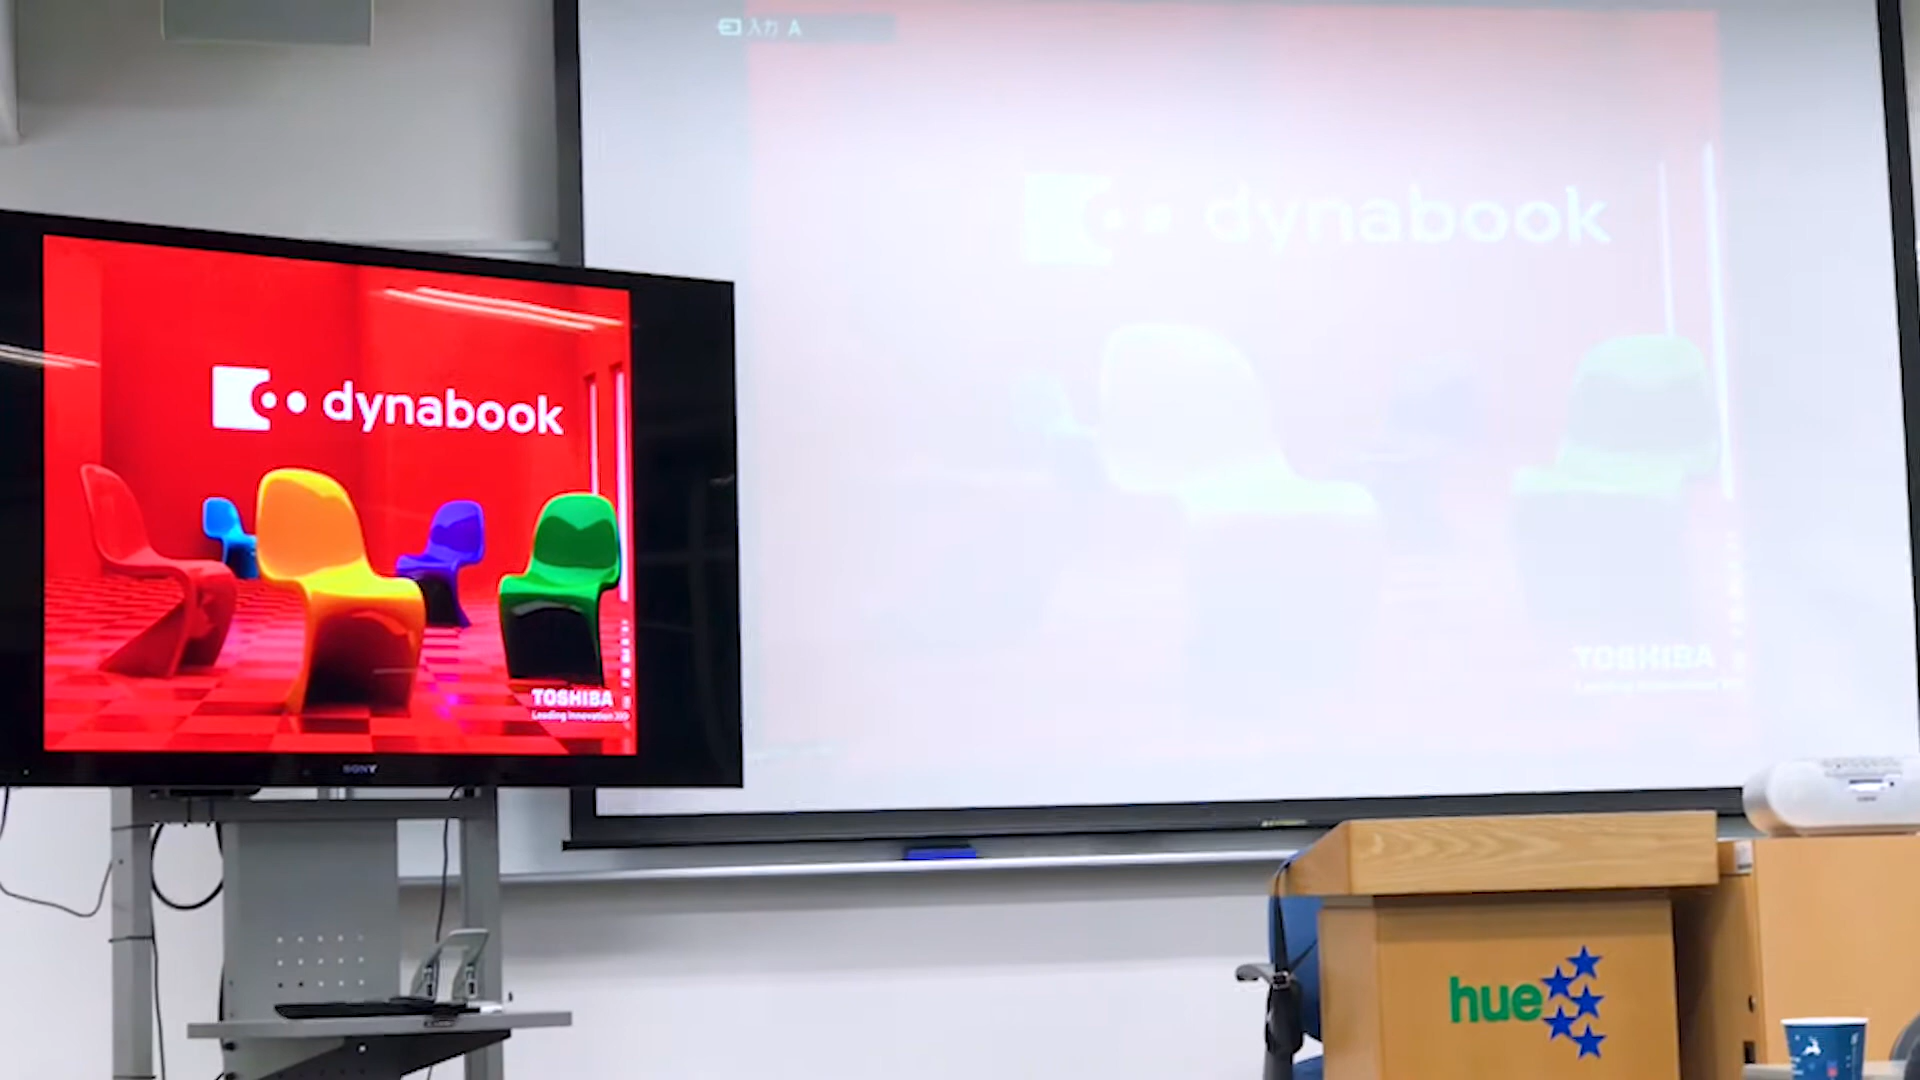 入力 A
dynabook
TOSHIBA
dynabook
TOSHIBA
Leading Innovation >>>
SONY
hue